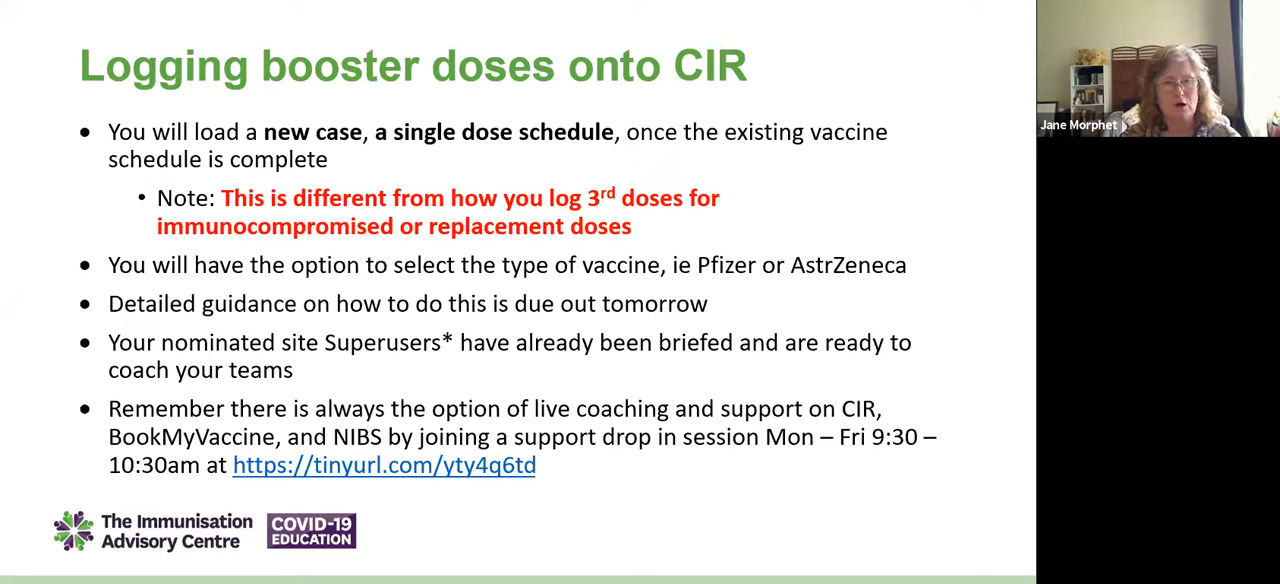 Logging booster doses onto CIR
• You will load a new case, a single dose schedule, once the existing vaccine
schedule is complete
• Note: This is different from how you log 3rd doses for
immunocompromised or replacement doses
• You will have the option to select the type of vaccine, ie Pfizer or AstrZeneca
• Detailed guidance on how to do this is due out tomorrow
• Your nominated site Superusers* have already been briefed and are ready to
coach your teams
• Remember there is always the option of live coaching and support on CIR,
BookMyVaccine, and NIBS by joining a support drop in session Mon – Fri 9:30 –
10:30am at https://tinyurl.com/yty4q6td
The Immunisation
Advisory Centre
COVID-19
EDUCATION
Jane Morphet